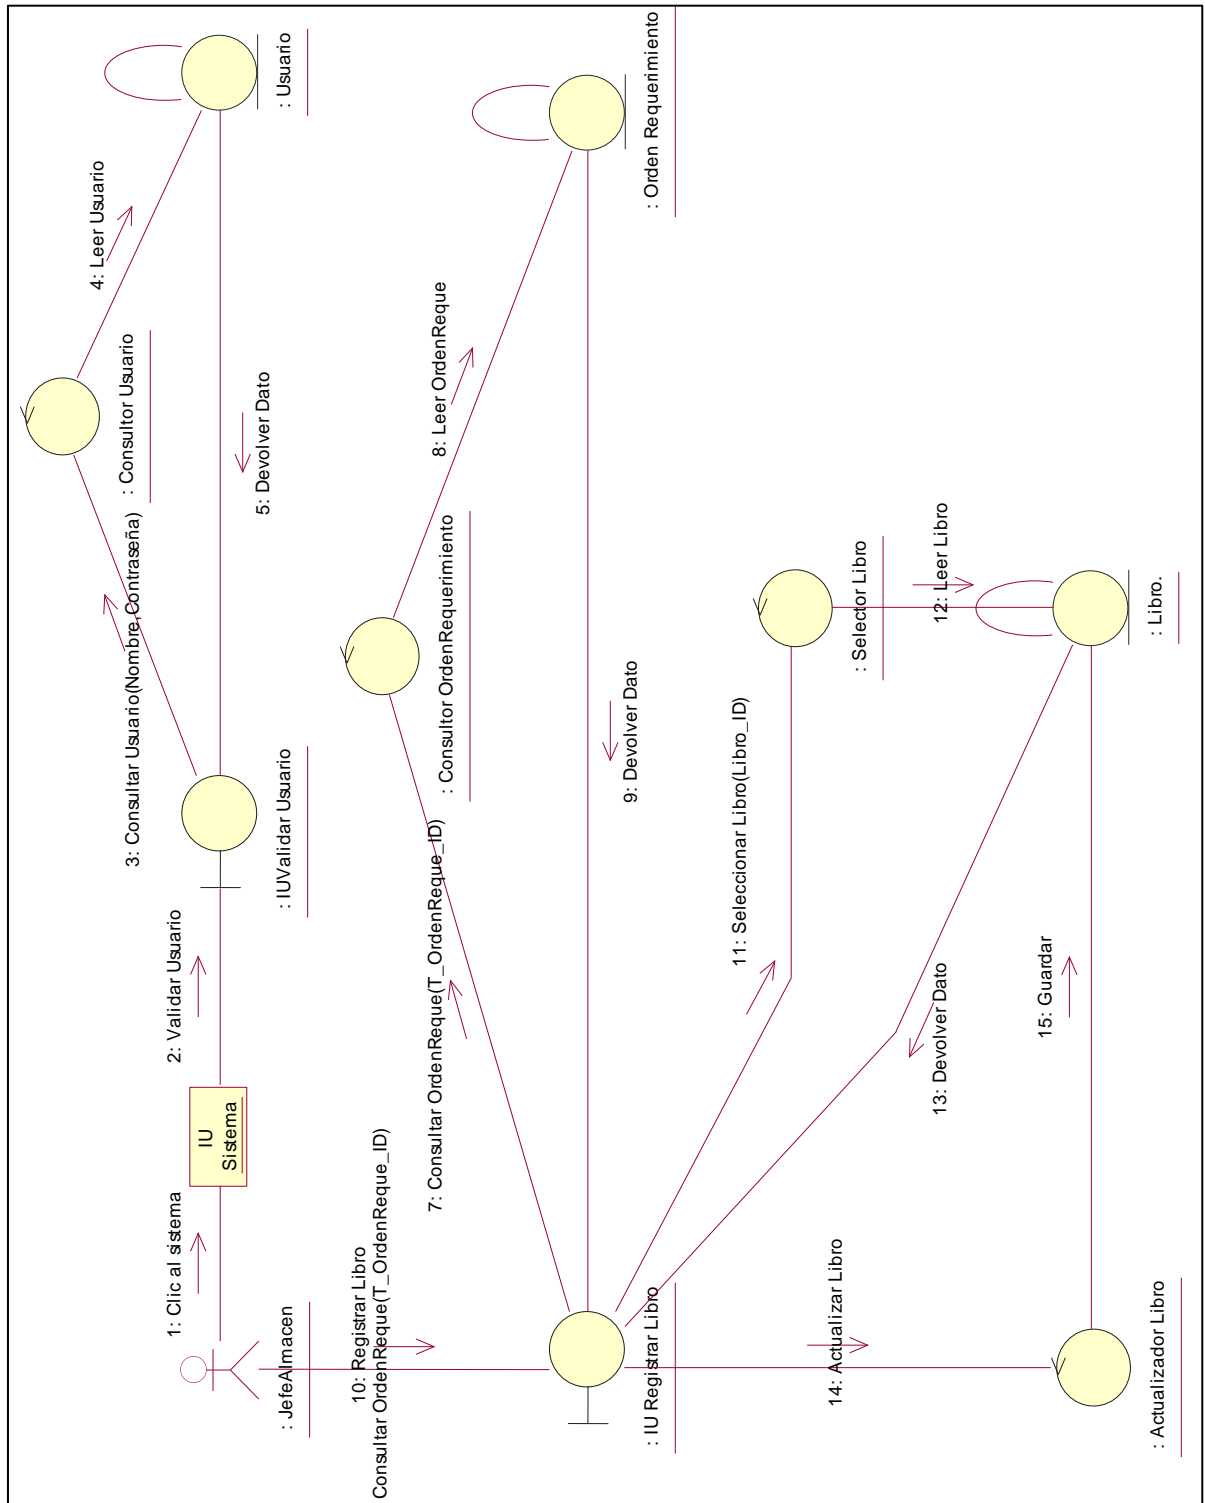 1: Clic al sistema
IU
Sistema
2: Validar Usuario
: JefeAlmacen
: IUValidar Usuario
3: Consultar Usuario(Nombre,Contraseña)
: Consultor Usuario
4: Leer Usuario
: Usuario
5: Devolver Dato
10: Registrar Libro
Consultar OrdenReque(T_OrdenReque_ID)
7: Consultar OrdenReque(T_OrdenReque_ID)
: Consultor OrdenRequerimiento
8: Leer OrdenReque
: Orden Requerimiento
9: Devolver Dato
: IU Registrar Libro
11: Seleccionar Libro(Libro_ID)
: Selector Libro
12: Leer Libro
: Libro.
13: Devolver Dato
14: Actualizar Libro
15: Guardar
: Actualizador Libro